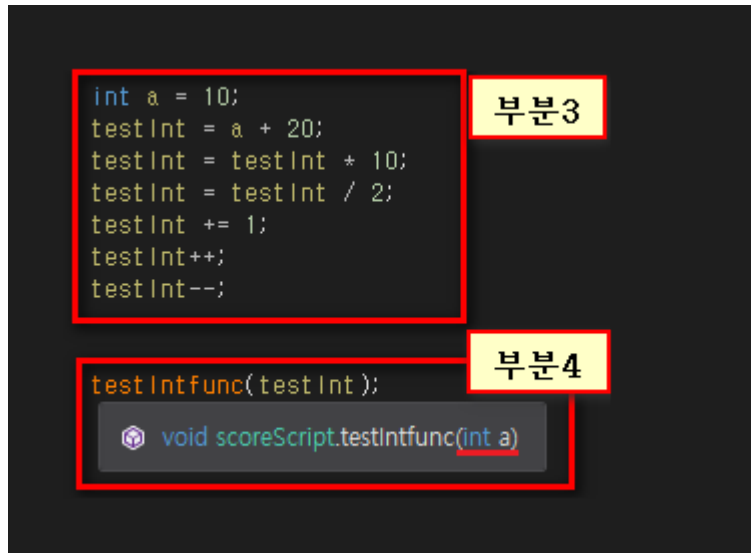 int a = 10;
testInt = a + 20;
testInt = testInt * 10;
testInt = testInt / 2;
testInt += 1;
testInt++;
testInt--;
부분3
testIntfunc(testInt);
부분4
void scoreScript.testIntfunc(int a)